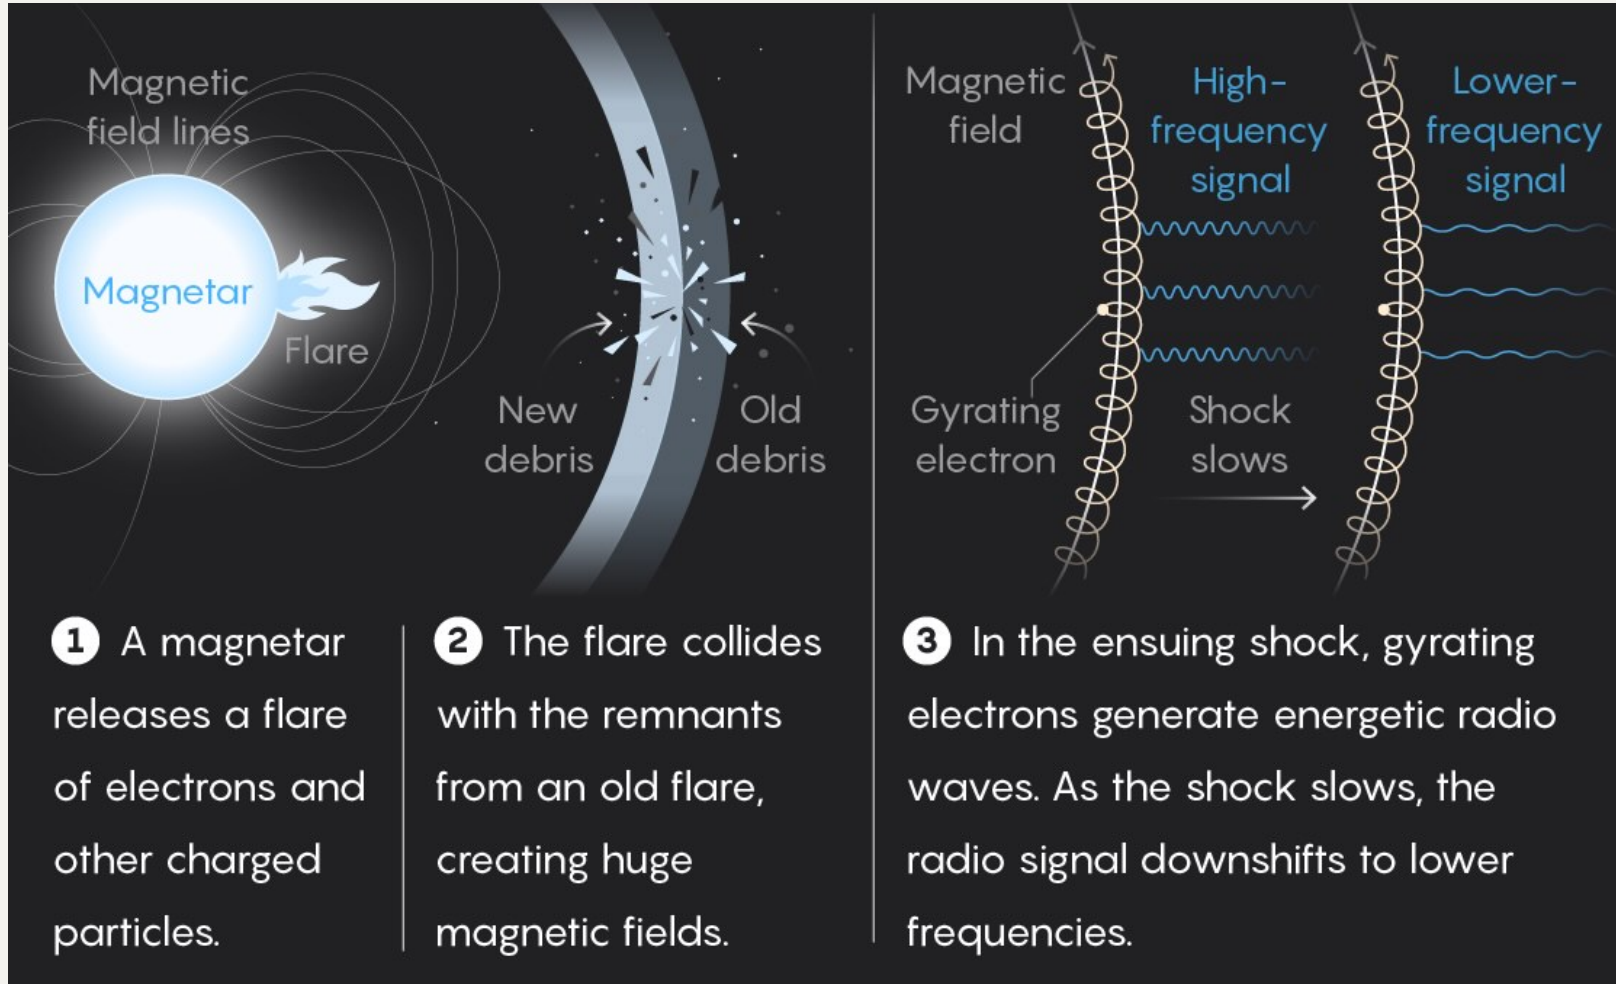 Magnetic
field lines
Magnetar
Flare
New
debris
Old
debris
Magnetic
field
High-
frequency
signal
Lower-
frequency
signal
Gyrating
electron
Shock
slows
1 A magnetar
releases a flare
of electrons and
other charged
particles.
2 The flare collides
with the remnants
from an old flare,
creating huge
magnetic fields.
3 In the ensuing shock, gyrating
electrons generate energetic radio
waves. As the shock slows, the
radio signal downshifts to lower
frequencies.